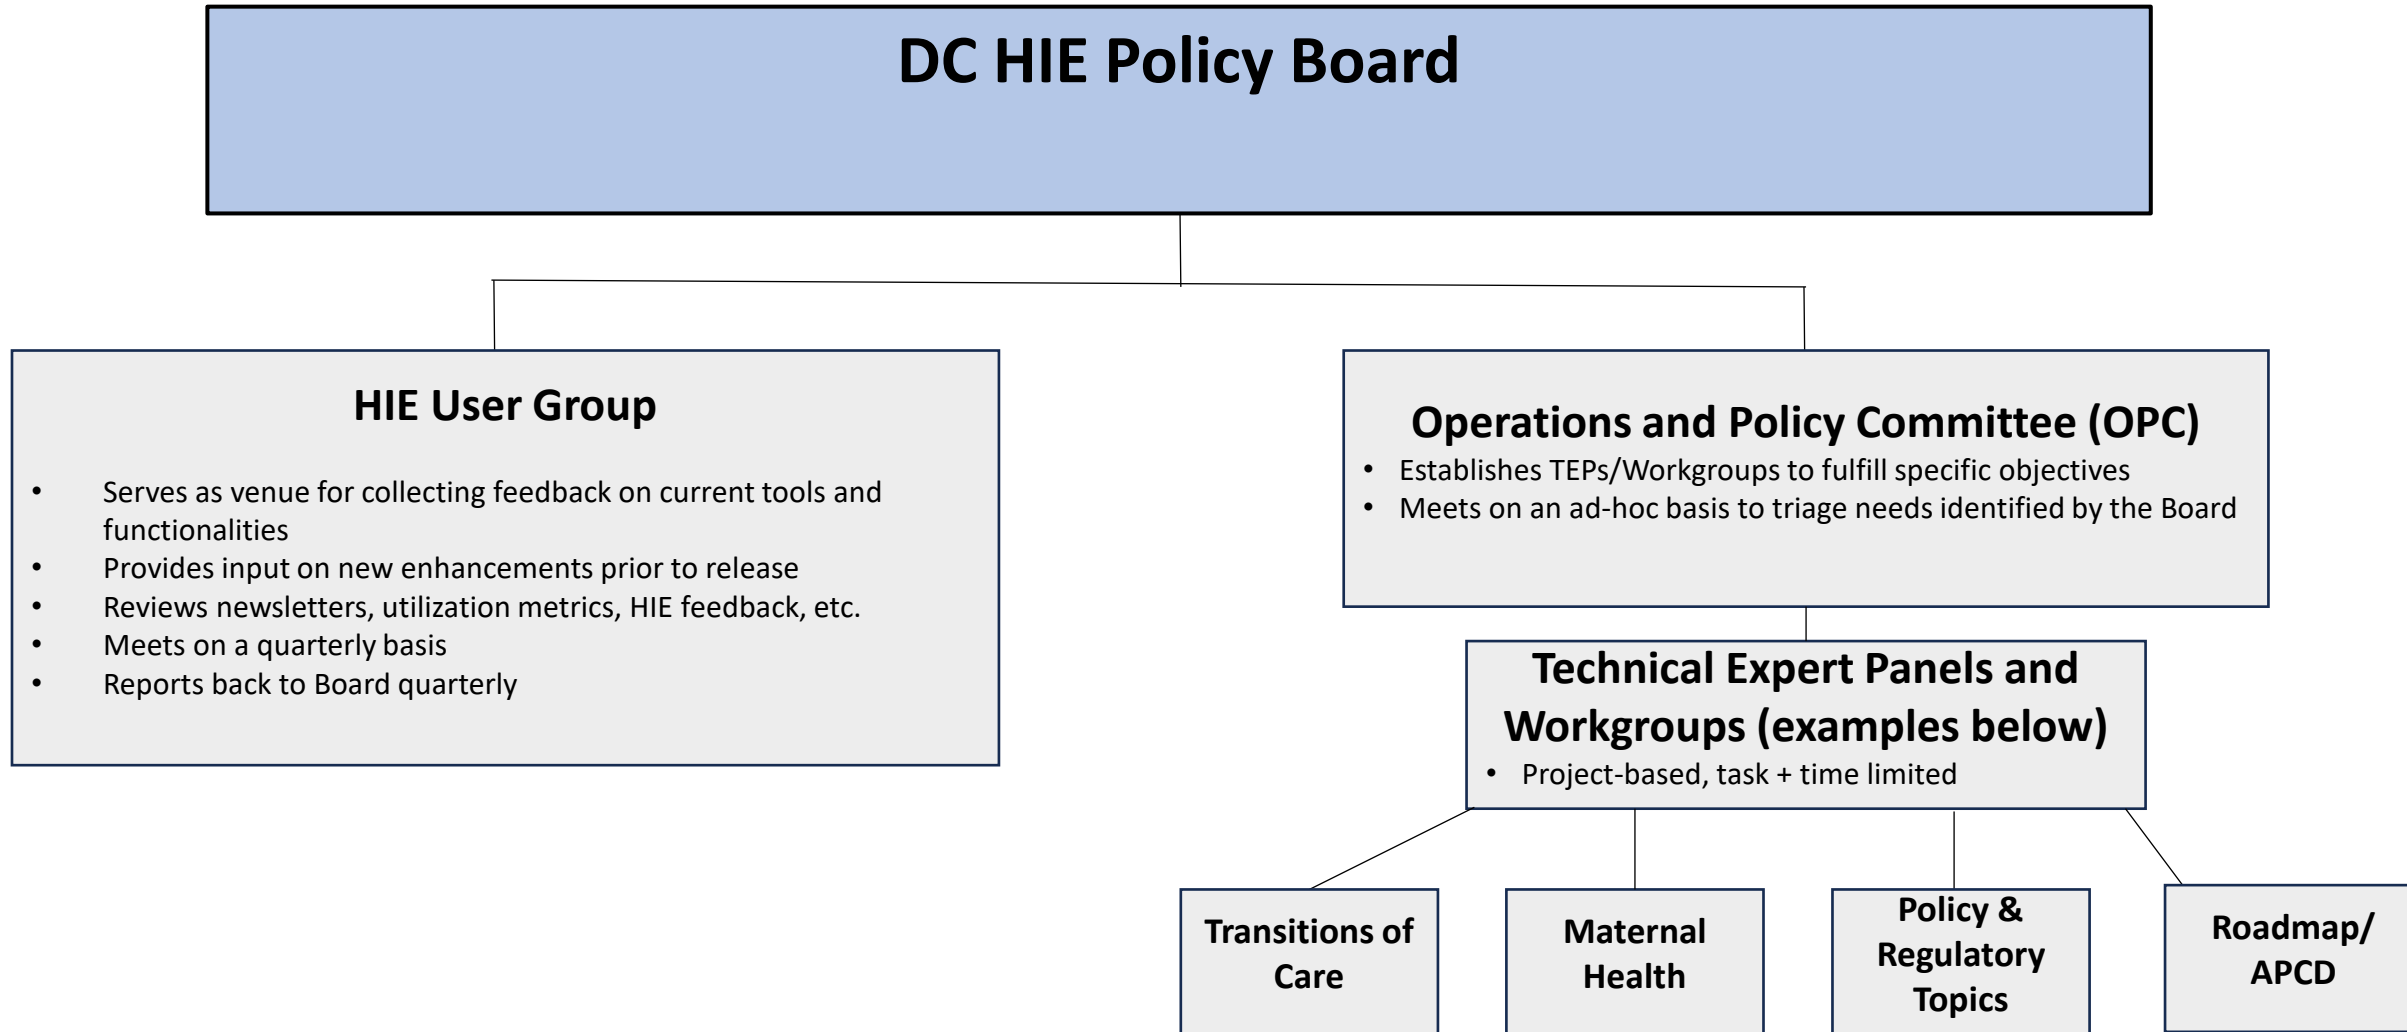 DC HIE Policy Board
HIE User Group
• Serves as venue for collecting feedback on current tools and
functionalities
• Provides input on new enhancements prior to release
• Reviews newsletters, utilization metrics, HIE feedback, etc.
• Meets on a quarterly basis
• Reports back to Board quarterly
Operations and Policy Committee (OPC)
• Establishes TEPs/Workgroups to fulfill specific objectives
• Meets on an ad-hoc basis to triage needs identified by the Board
Technical Expert Panels and
Workgroups (examples below)
• Project-based, task + time limited
Transitions of
Care
Maternal
Health
Policy &
Regulatory
Topics
Roadmap/
APCD